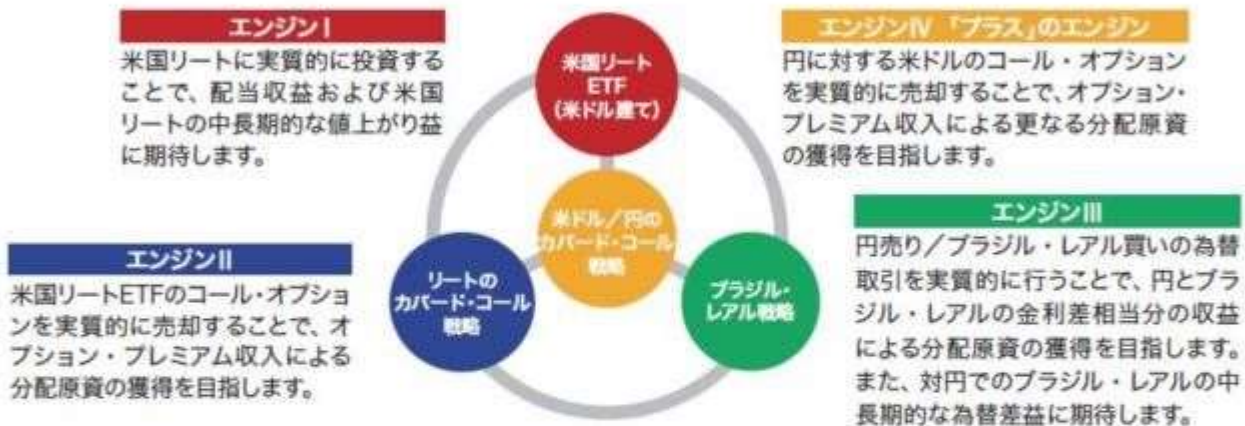 エンジンI
米国リートに実質的に投資する
ことで、配当収益および米国
リートの中長期的な値上がり益
に期待します。
米国リート
ETF
(米ドル建て)
エンジンIV 「プラス」のエンジン
円に対する米ドルのコール・オプション
を実質的に売却することで、オプション・
プレミアム収入による更なる分配原資
の獲得を目指します。
米ドル/円の
カバード・コール
戦略
エンジンII
米国リートETFのコール・オプショ
ンを実質的に売却することで、オ
プション・プレミアム収入による
分配原資の獲得を目指します。
リートの
カバード・コール
戦略
ブラジル・
レアル戦略
エンジンIII
円売り/ブラジル・レアル買いの為替
取引を実質的に行うことで、円とブラ
ジル・レアルの金利差相当分の収益
による分配原資の獲得を目指します。
また、対円でのブラジル・レアルの中
長期的な為替差益に期待します。